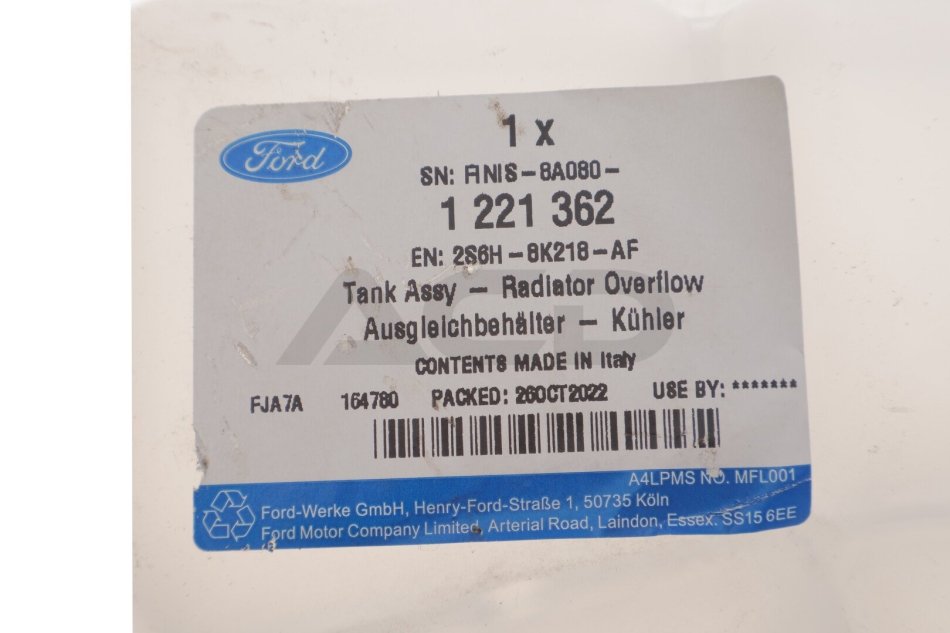 Ford
1 x
SN: FINIS-8A080-
1 221 362
EN: 2S6H-8K218-AF
Tank Assy - Radiator Overflow
Ausgleichbehälter - Kühler
CONTENTS MADE IN Italy
FJA7A 164780 PACKED: 26OCT2022 USE BY: *******
A4LPMS NO. MFL001
Ford-Werke GmbH, Henry-Ford-Straße 1, 50735 Köln
Ford Motor Company Limited, Arterial Road, Laindon, Essex. SS15 6EE
ACD